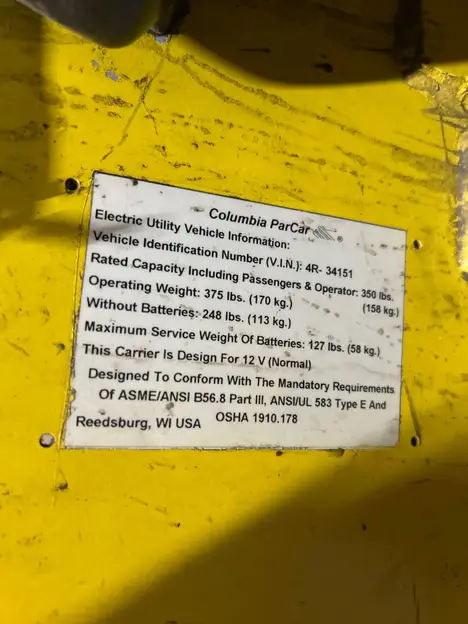 Columbia ParCar ®
Electric Utility Vehicle Information:
Vehicle Identification Number (V.I.N.): 4R- 34151
Rated Capacity Including Passengers & Operator: 350 lbs.
(158 kg.)
Operating Weight: 375 lbs. (170 kg.)
Without Batteries: 248 lbs. (113 kg.)
Maximum Service Weight Of Batteries: 127 lbs. (58 kg.)
This Carrier Is Design For 12 V (Normal)
Designed To Conform With The Mandatory Requirements
Of ASME/ANSI B56.8 Part III, ANSI/UL 583 Type E And
OSHA 1910.178
Reedsburg, WI USA